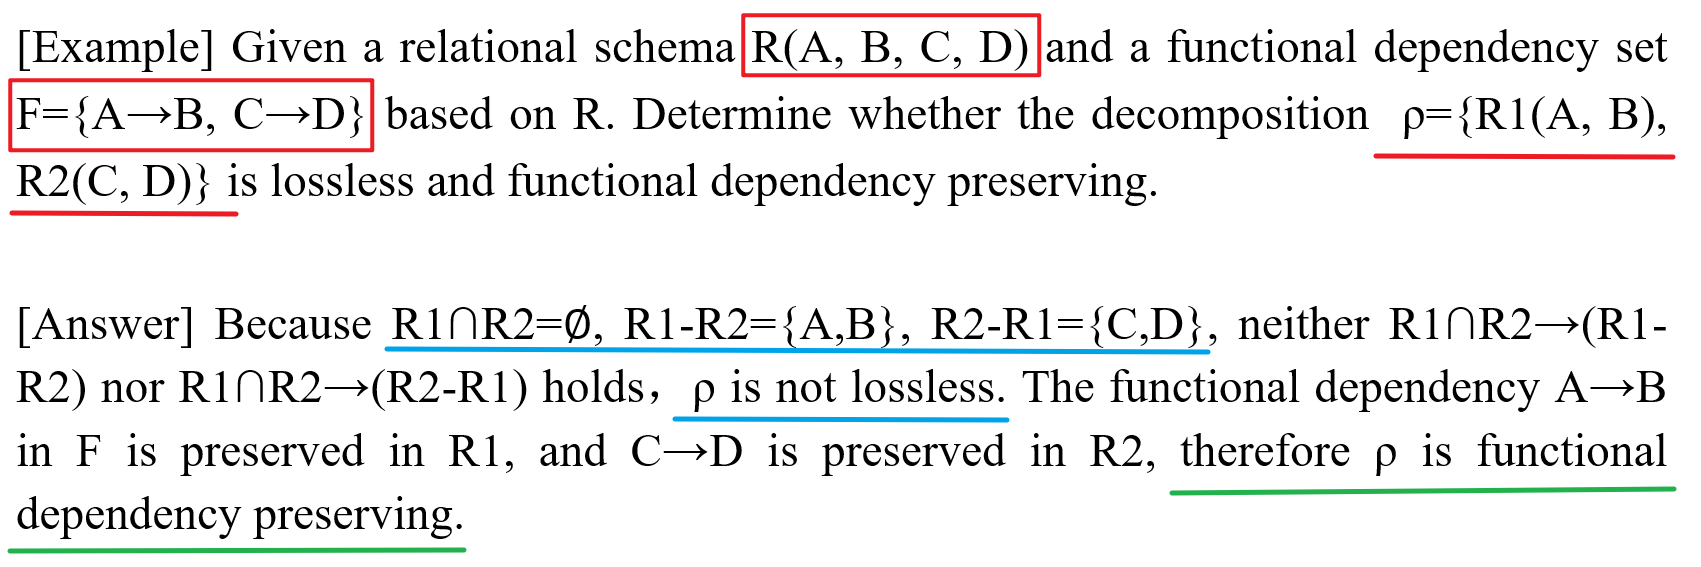 [Example] Given a relational schema R(A, B, C, D) and a functional dependency set
F={A→B, C→D} based on R. Determine whether the decomposition ρ={R1(A, B),
R2(C, D)} is lossless and functional dependency preserving.
[Answer] Because R1∩R2=∅, R1-R2={A,B}, R2-R1={C,D}, neither R1∩R2→(R1-
R2) nor R1∩R2→(R2-R1) holds，ρ is not lossless. The functional dependency A→B
in F is preserved in R1, and C→D is preserved in R2, therefore ρ is functional
dependency preserving.